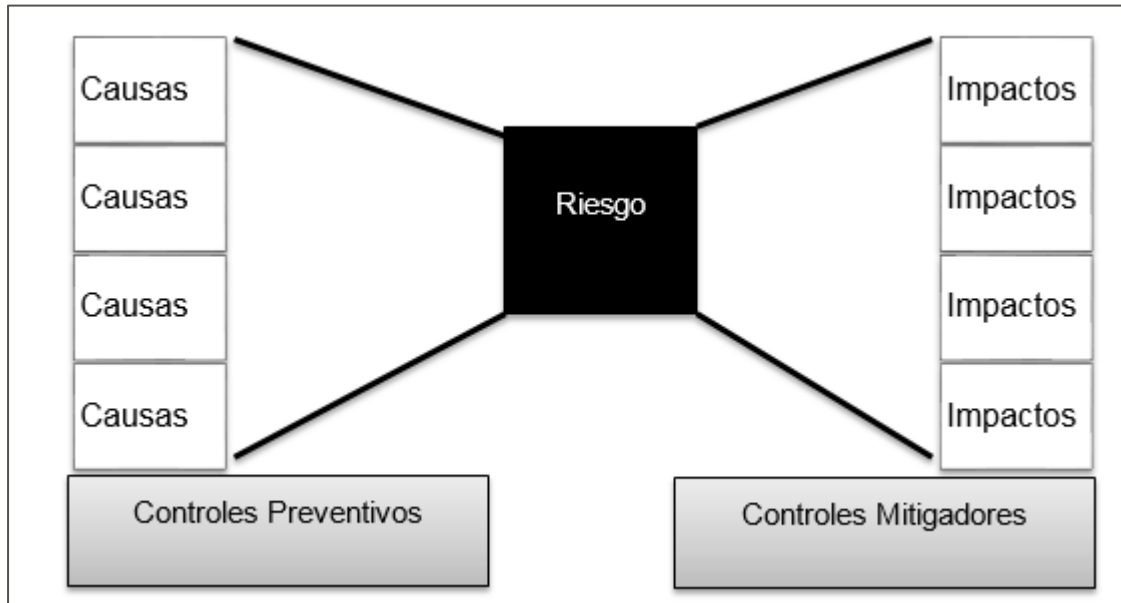 Causas
Causas
Causas
Causas
Controles Preventivos
Riesgo
Impactos
Impactos
Impactos
Impactos
Controles Mitigadores